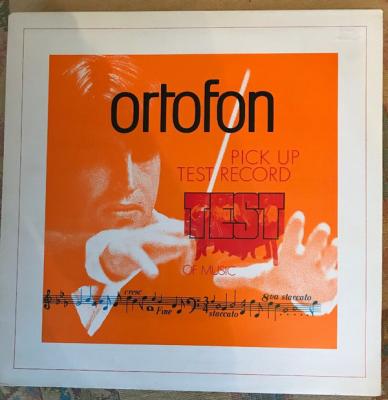 ortofon
PICK UP
TEST RECORD
TEST
OF MUSIC
cresc
Fine
staccato
8va staccato